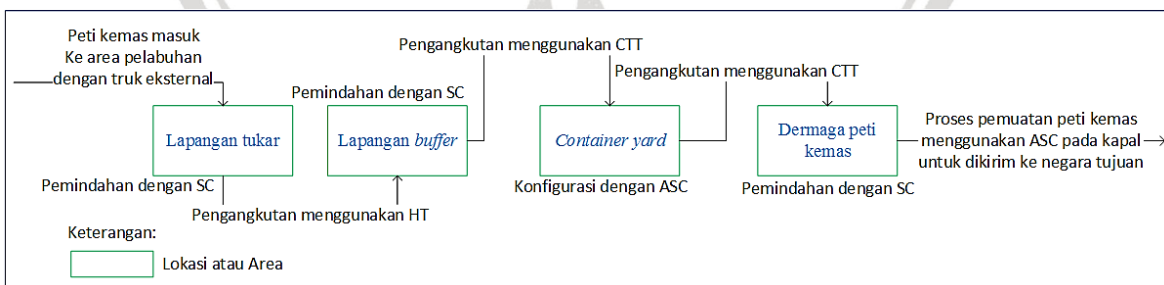 Peti kemas masuk
Ke area pelabuhan
dengan truk eksternal
Pengangkutan menggunakan CTT
Pengangkutan menggunakan CTT
Pemindahan dengan SC
Lapangan tukar
Lapangan buffer
Container yard
Dermaga peti
kemas
Proses pemuatan peti kemas
menggunakan ASC pada kapal
untuk dikirim ke negara tujuan
Pemindahan dengan SC
Konfigurasi dengan ASC
Pemindahan dengan SC
Pengangkutan menggunakan HT
Keterangan:
Lokasi atau Area